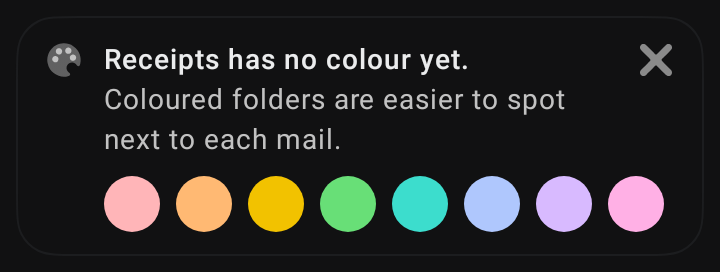 Receipts has no colour yet.
Coloured folders are easier to spot
next to each mail.